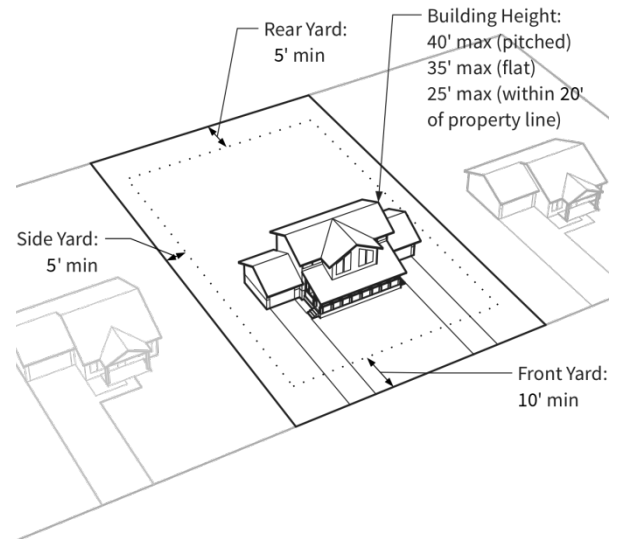 Rear Yard:
5' min
Building Height:
40' max (pitched)
35' max (flat)
25' max (within 20'
of property line)
Side Yard:
5' min
Front Yard:
10' min